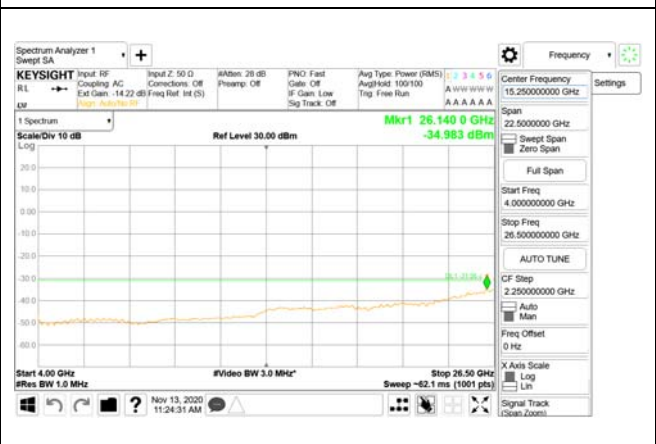 Spectrum Analyzer 1
Swept SA
Frequency
KEYSIGHT
RL
Input: RF
Coupling: AC
Ext Gain: -14.22 dB
Align: Auto/No RF
Input Z: 50 Ω
Corrections: Off
Freq Ref: Int (S)
#Atten: 28 dB
Preamp: Off
PNO: Fast
Gate: Off
IF Gain: Low
Sig Track: Off
Avg Type: Power (RMS)
Avg|Hold: 100/100
Trig: Free Run
1 2 3 4 5 6
A W W W W W
A A A A A A
Center Frequency
15.250000000 GHz
Settings
1 Spectrum
Mkr1 26.140 0 GHz
Scale/Div 10 dB
Ref Level 30.00 dBm
-34.983 dBm
Log
Span
22.5000000 GHz
Swept Span
Zero Span
Full Span
Start Freq
4.000000000 GHz
Stop Freq
26.500000000 GHz
AUTO TUNE
CF Step
2.250000000 GHz
Auto
Man
Freq Offset
0 Hz
X Axis Scale
Log
Lin
Signal Track
(Span Zoom)
20.0
10.0
0.00
-10.0
-20.0
-30.0
-40.0
-50.0
-60.0
Start 4.00 GHz
#Video BW 3.0 MHz*
Stop 26.50 GHz
#Res BW 1.0 MHz
Sweep ~62.1 ms (1001 pts)
Nov 13, 2020
11:24:31 AM